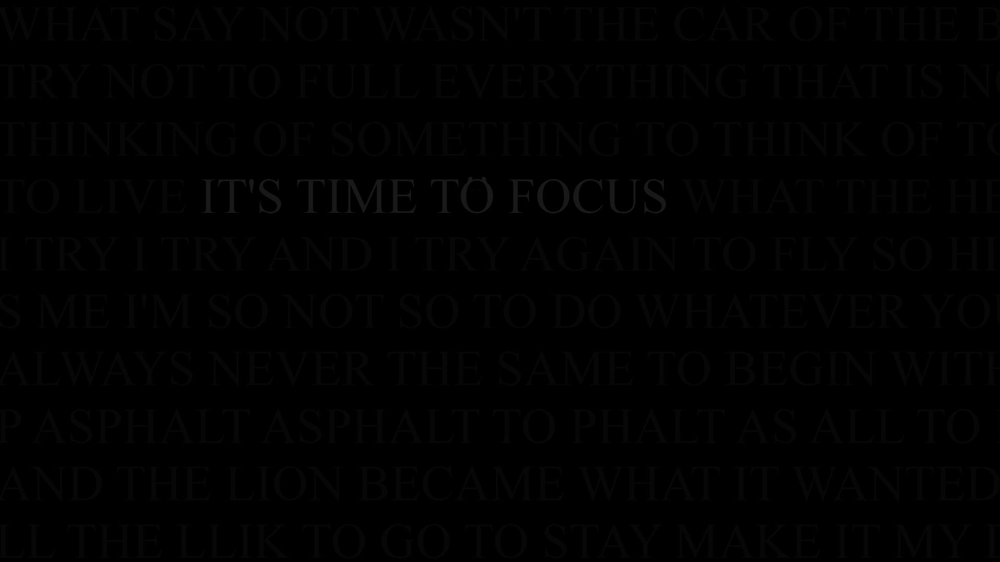 WHAT SAY NOT WASN'T THE CAR OF THE B
TRY NOT TO FULL EVERYTHING THAT IS NO
THINKING OF SOMETHING TO THINK OF TO
TO LIVE IT'S TIME TÖ FOCUS WHAT THE HE
I TRY I TRY AND I TRY AGAIN TO FLY SO HI
S ME I'M SO NOT SO TO DO WHATEVER YOU
ALWAYS NEVER THE SAME TO BEGIN WITH
P ASPHALT ASPHALT TO PHALT AS ALL TO
AND THE LION BECAME WHAT IT WANTED
LL THE LLIK TO GO TO STAY MAKE IT MY